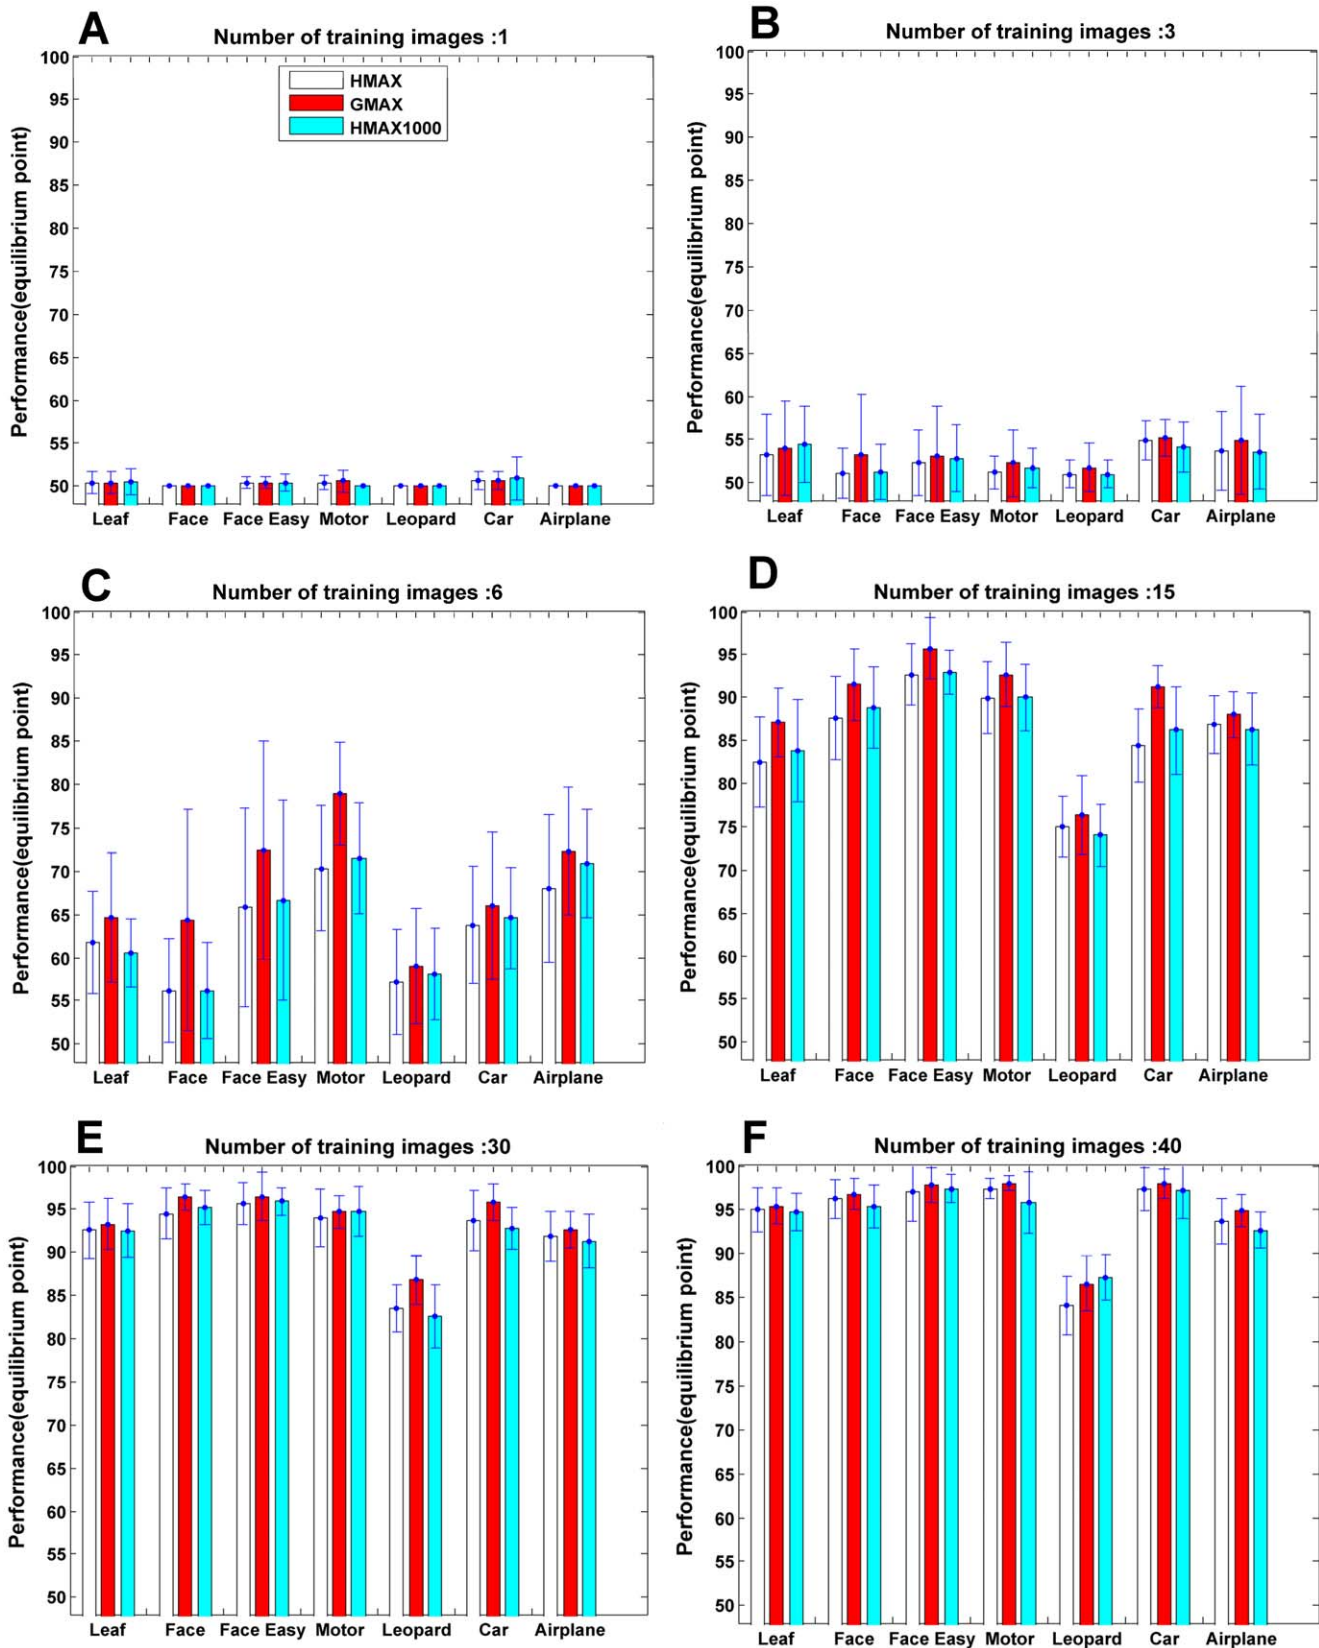 A
Number of training images :1
HMAX
GMAX
HMAX1000
Performance(equilibrium point)
100
95
90
85
80
75
70
65
60
55
50
Leaf Face Face Easy Motor Leopard Car Airplane
B
Number of training images :3
Performance(equilibrium point)
100
95
90
85
80
75
70
65
60
55
50
Leaf Face Face Easy Motor Leopard Car Airplane
C
Number of training images :6
Performance(equilibrium point)
100
95
90
85
80
75
70
65
60
55
50
Leaf Face Face Easy Motor Leopard Car Airplane
D
Number of training images :15
Performance(equilibrium point)
100
95
90
85
80
75
70
65
60
55
50
Leaf Face Face Easy Motor Leopard Car Airplane
E
Number of training images :30
Performance(equilibrium point)
100
95
90
85
80
75
70
65
60
55
50
Leaf Face Face Easy Motor Leopard Car Airplane
F
Number of training images :40
Performance(equilibrium point)
100
95
90
85
80
75
70
65
60
55
50
Leaf Face Face Easy Motor Leopard Car Airplane